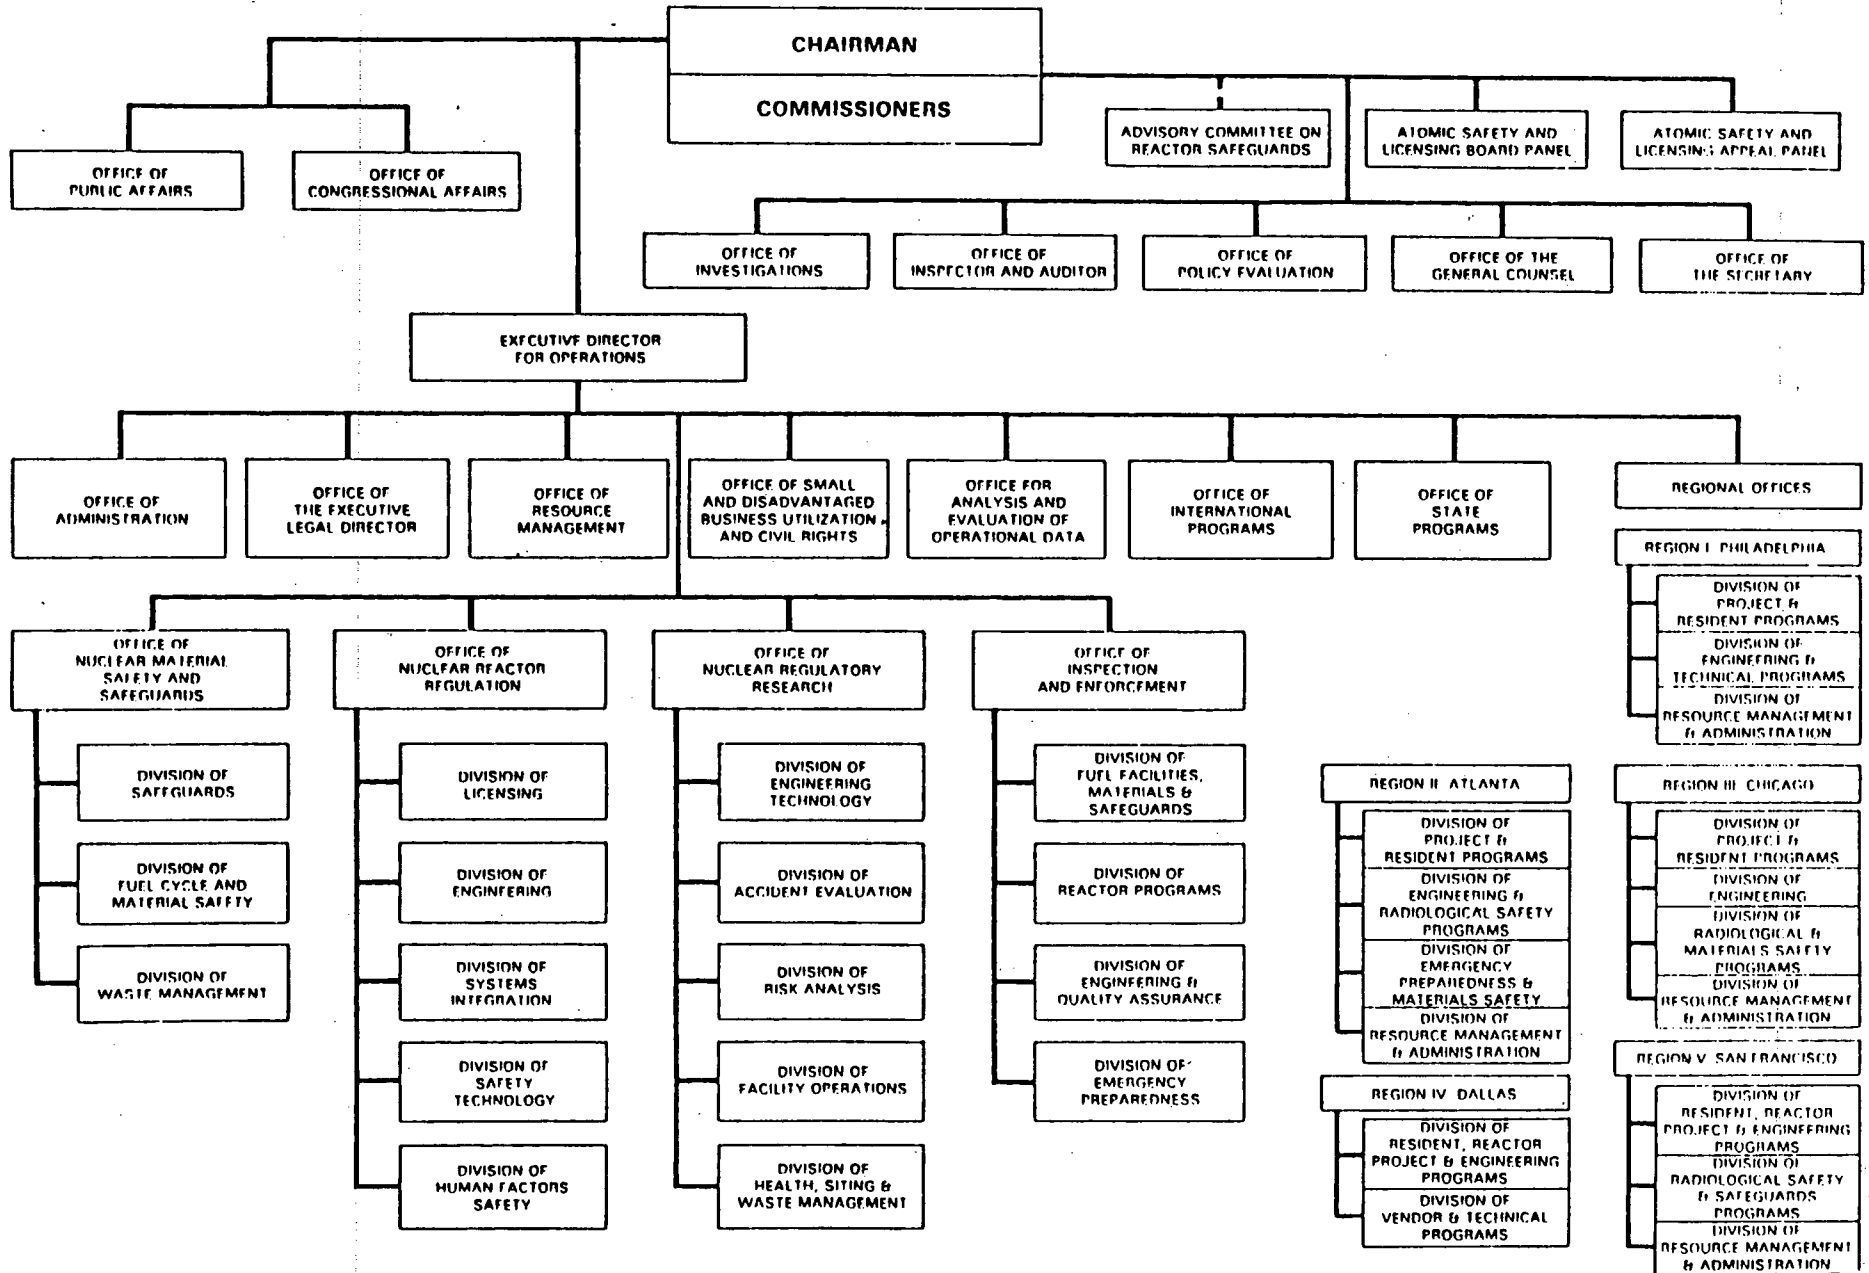 CHAIRMAN
COMMISSIONERS
ADVISORY COMMITTEE ON
REACTOR SAFEGUARDS
ATOMIC SAFETY AND
LICENSING BOARD PANEL
ATOMIC SAFETY AND
LICENSING APPEAL PANEL
OFFICE OF
PUBLIC AFFAIRS
OFFICE OF
CONGRESSIONAL AFFAIRS
OFFICE OF
INVESTIGATIONS
OFFICE OF
INSPECTOR AND AUDITOR
OFFICE OF
POLICY EVALUATION
OFFICE OF THE
GENERAL COUNSEL
OFFICE OF
THE SECRETARY
EXECUTIVE DIRECTOR
FOR OPERATIONS
OFFICE OF
ADMINISTRATION
OFFICE OF
THE EXECUTIVE
LEGAL DIRECTOR
OFFICE OF
RESOURCE
MANAGEMENT
OFFICE OF SMALL
AND DISADVANTAGED
BUSINESS UTILIZATION
AND CIVIL RIGHTS
OFFICE FOR
ANALYSIS AND
EVALUATION OF
OPERATIONAL DATA
OFFICE OF
INTERNATIONAL
PROGRAMS
OFFICE OF
STATE
PROGRAMS
REGIONAL OFFICES
REGION I PHILADELPHIA
DIVISION OF
PROJECT &
RESIDENT PROGRAMS
DIVISION OF
ENGINEERING &
TECHNICAL PROGRAMS
DIVISION OF
RESOURCE MANAGEMENT
& ADMINISTRATION
OFFICE OF
NUCLEAR MATERIAL
SAFETY AND
SAFEGUARDS
DIVISION OF
SAFEGUARDS
DIVISION OF
FUEL CYCLE AND
MATERIAL SAFETY
DIVISION OF
WASTE MANAGEMENT
OFFICE OF
NUCLEAR REACTOR
REGULATION
DIVISION OF
LICENSING
DIVISION OF
ENGINEERING
DIVISION OF
SYSTEMS
INTEGRATION
DIVISION OF
SAFETY
TECHNOLOGY
DIVISION OF
HUMAN FACTORS
SAFETY
OFFICE OF
NUCLEAR REGULATORY
RESEARCH
DIVISION OF
ENGINEERING
TECHNOLOGY
DIVISION OF
ACCIDENT EVALUATION
DIVISION OF
RISK ANALYSIS
DIVISION OF
FACILITY OPERATIONS
DIVISION OF
HEALTH, SITING &
WASTE MANAGEMENT
OFFICE OF
INSPECTION
AND ENFORCEMENT
DIVISION OF
FUEL FACILITIES,
MATERIALS &
SAFEGUARDS
DIVISION OF
REACTOR PROGRAMS
DIVISION OF
ENGINEERING &
QUALITY ASSURANCE
DIVISION OF
EMERGENCY
PREPAREDNESS
REGION II ATLANTA
DIVISION OF
PROJECT &
RESIDENT PROGRAMS
DIVISION OF
ENGINEERING &
RADIOLOGICAL SAFETY
PROGRAMS
DIVISION OF
EMERGENCY
PREPAREDNESS &
MATERIALS SAFETY
DIVISION OF
RESOURCE MANAGEMENT
& ADMINISTRATION
REGION III CHICAGO
DIVISION OF
PROJECT &
RESIDENT PROGRAMS
DIVISION OF
ENGINEERING
DIVISION OF
RADIOLOGICAL &
MATERIALS SAFETY
PROGRAMS
DIVISION OF
RESOURCE MANAGEMENT
& ADMINISTRATION
REGION IV DALLAS
DIVISION OF
RESIDENT, REACTOR
PROJECT & ENGINEERING
PROGRAMS
DIVISION OF
VENDOR & TECHNICAL
PROGRAMS
REGION V SAN FRANCISCO
DIVISION OF
RESIDENT, REACTOR
PROJECT & ENGINEERING
PROGRAMS
DIVISION OF
RADIOLOGICAL SAFETY
& SAFEGUARDS
PROGRAMS
DIVISION OF
RESOURCE MANAGEMENT
& ADMINISTRATION